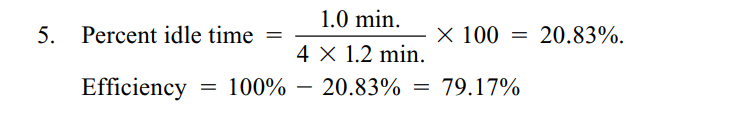 5. Percent idle time = 1.0 min. / 4 × 1.2 min. × 100 = 20.83%.
Efficiency = 100% − 20.83% = 79.17%